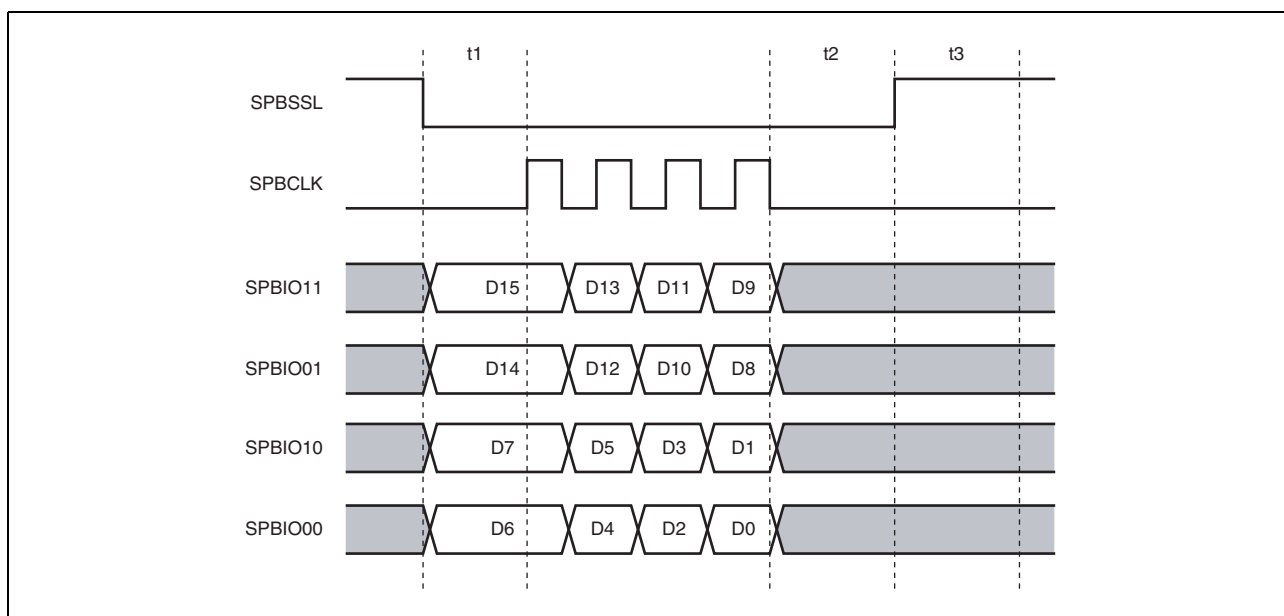 t1 t2 t3
SPBSSL
SPBCLK
SPBIO11 D15 D13 D11 D9
SPBIO01 D14 D12 D10 D8
SPBIO10 D7 D5 D3 D1
SPBIO00 D6 D4 D2 D0